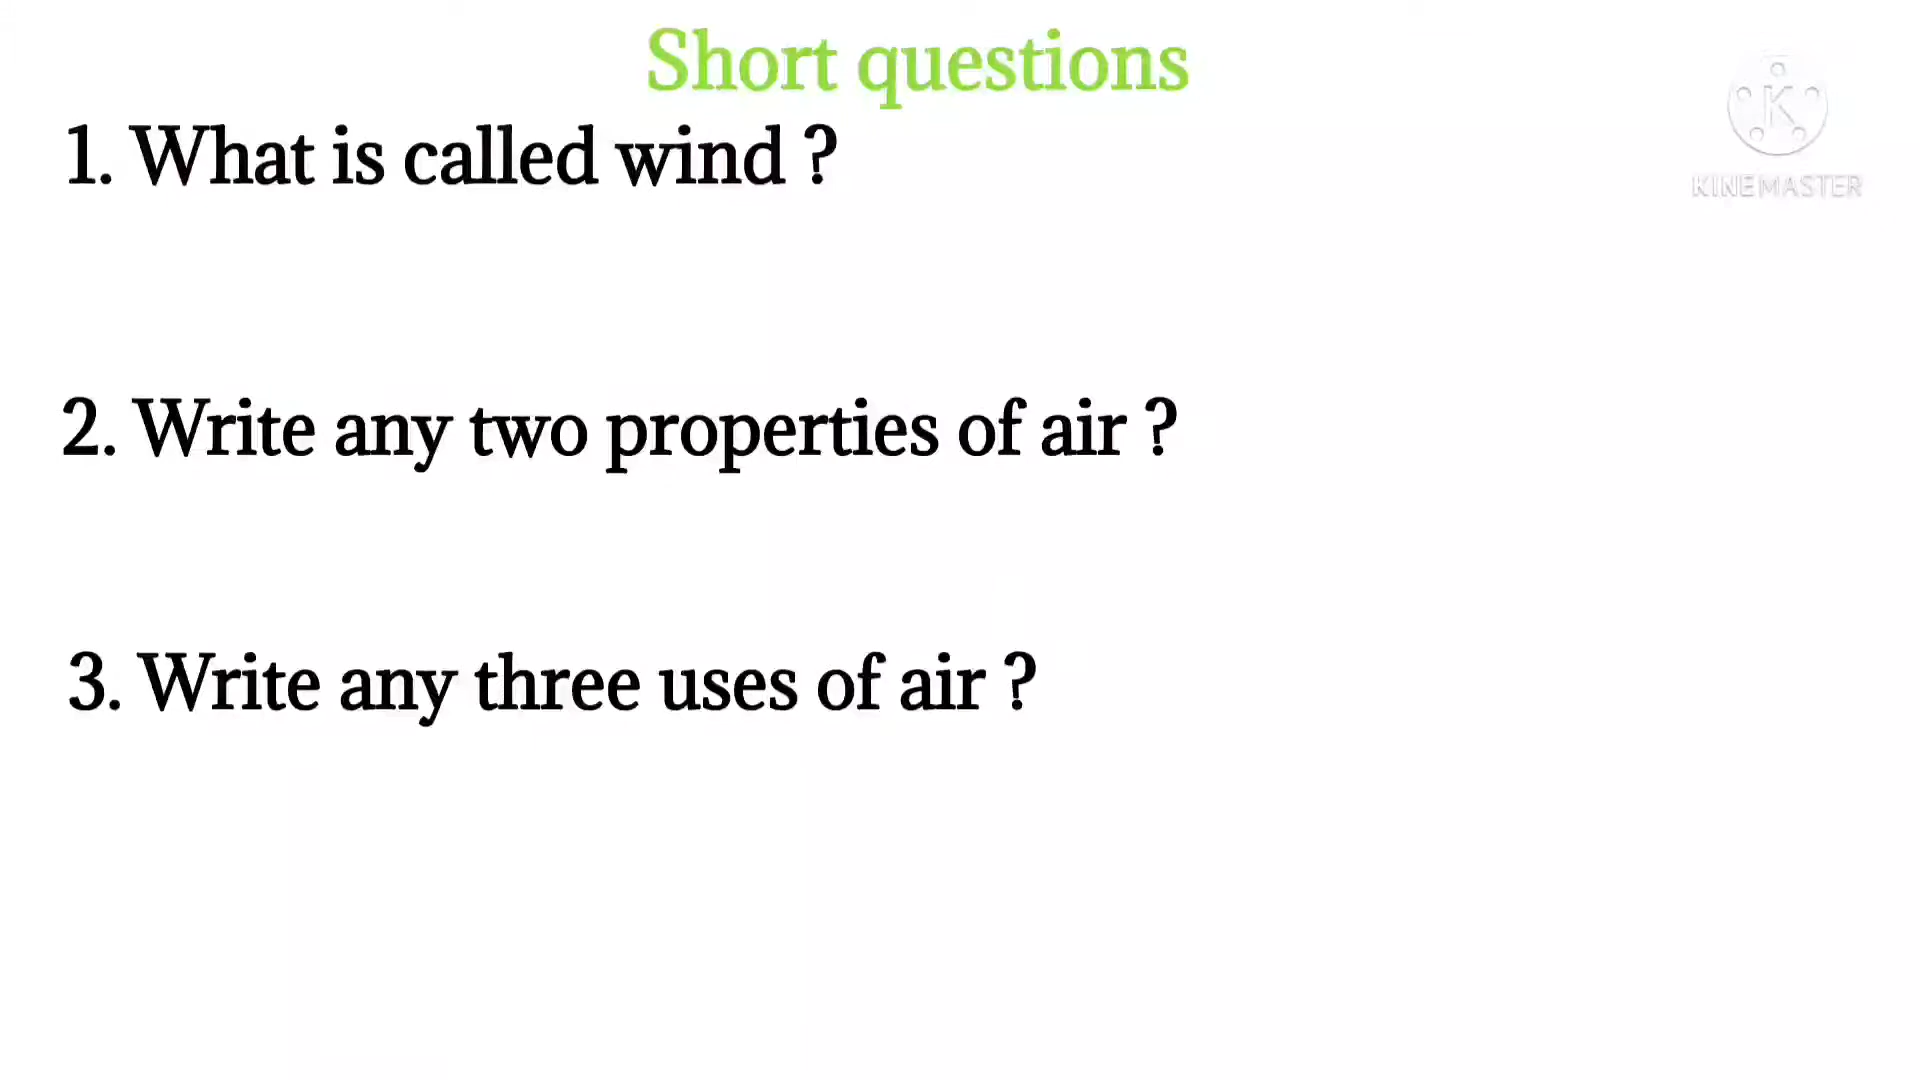 Short questions
1. What is called wind ?
KINEMASTER
2. Write any two properties of air ?
3. Write any three uses of air ?